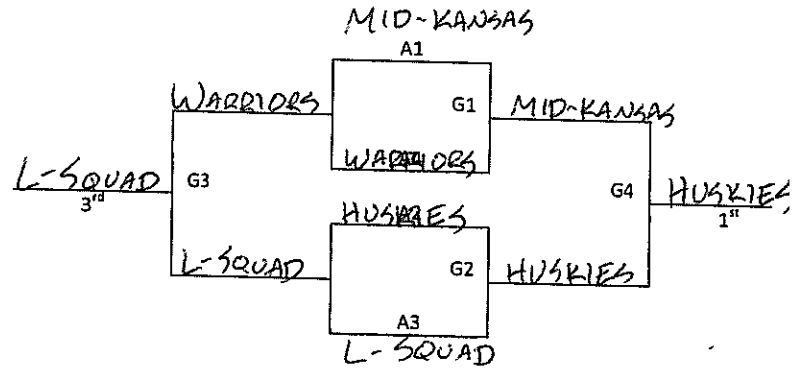 MID-KANSAS
A1
WARRIORS G1 MID-KANSAS
WARRIORS
L-SQUAD G3 G4 HUSKIES
3rd 1st
HUSKIES
L-SQUAD G2 HUSKIES
A3
L-SQUAD